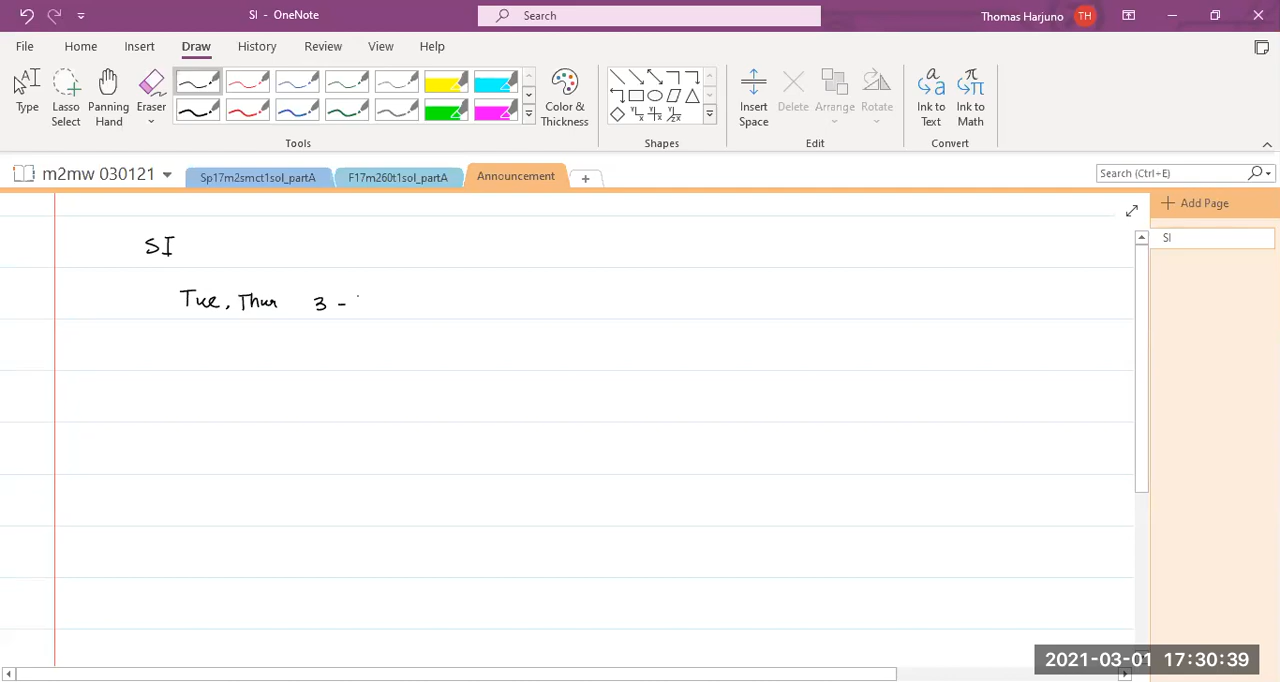 SI - OneNote
Search
Thomas Harjuno
TH
File Home Insert Draw History Review View Help
Type
Lasso Select
Panning Hand
Eraser
Color & Thickness
Insert Space
Delete
Arrange
Rotate
Ink to Text
Ink to Math
Tools
Shapes
Edit
Convert
m2mw 030121
Sp17m2smct1sol_partA
F17m260t1sol_partA
Announcement
Search (Ctrl+E)
Add Page
SI
SI
Tue, Thur 3 -
2021-03-01 17:30:39